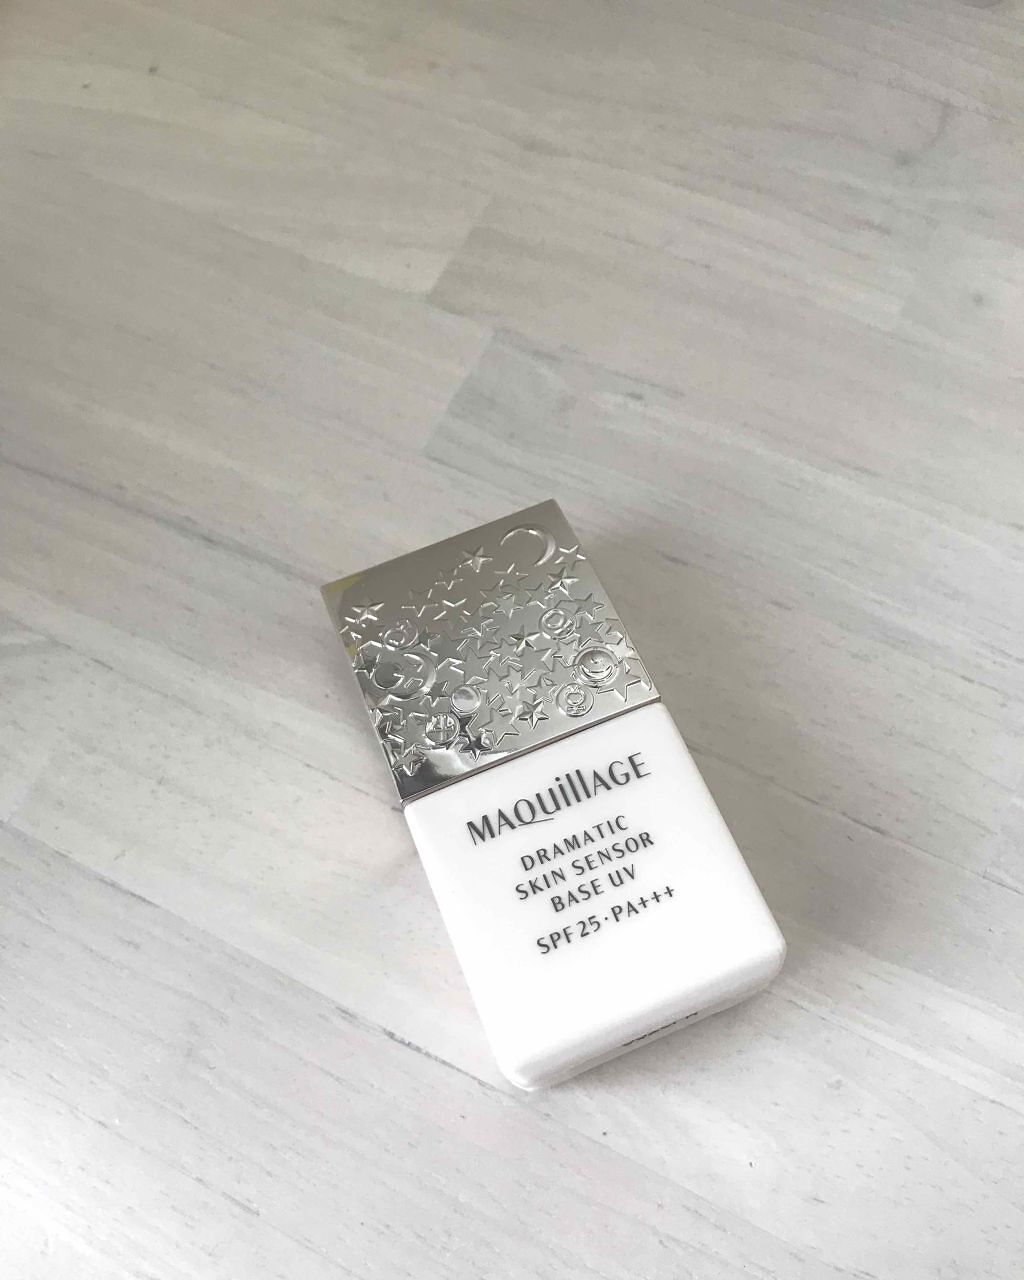 MAQuillAGE
DRAMATIC
SKIN SENSOR
BASE UV
SPF25·PA+++